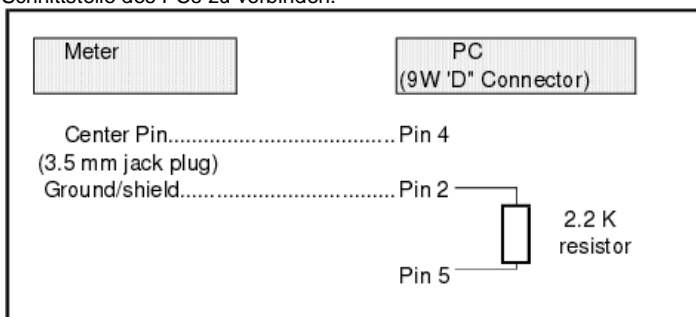 Schnittstelle des PCs zu verbinden.
Meter
PC
(9W 'D" Connector)
Center Pin......................................Pin 4
(3.5 mm jack plug)
Ground/shield....................................Pin 2
2.2 K
resistor
Pin 5